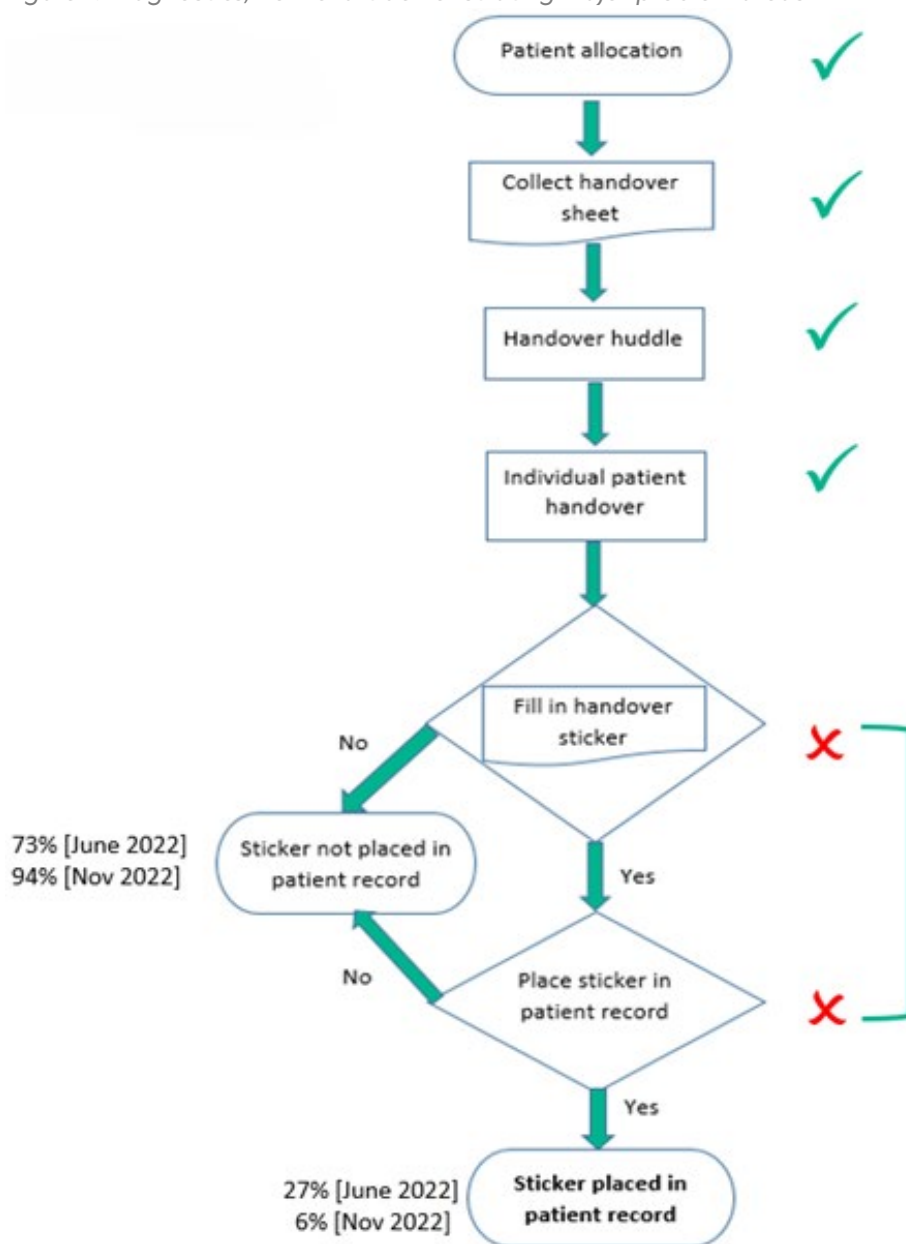 Patient allocation
Collect handover
sheet
Handover huddle
Individual patient
handover
Fill in handover
sticker
No
73% [June 2022]
94% [Nov 2022]
Sticker not placed in
patient record
Yes
No
Place sticker in
patient record
Yes
27% [June 2022]
6% [Nov 2022]
Sticker placed in
patient record